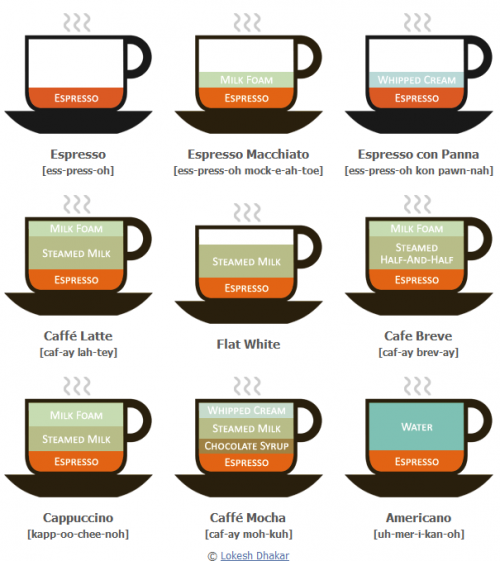 ESPRESSO
Espresso
[ess-press-oh]
MILK FOAM
ESPRESSO
Espresso Macchiato
[ess-press-oh mock-e-ah-toe]
WHIPPED CREAM
ESPRESSO
Espresso con Panna
[ess-press-oh kon pawn-nah]
MILK FOAM
STEAMED MILK
ESPRESSO
Caffé Latte
[caf-ay lah-tey]
STEAMED MILK
ESPRESSO
Flat White
MILK FOAM
STEAMED
HALF-AND-HALF
ESPRESSO
Cafe Breve
[caf-ay brev-ay]
MILK FOAM
STEAMED MILK
ESPRESSO
Cappuccino
[kapp-oo-chee-noh]
WHIPPED CREAM
STEAMED MILK
CHOCOLATE SYRUP
ESPRESSO
Caffé Mocha
[caf-ay moh-kuh]
WATER
ESPRESSO
Americano
[uh-mer-i-kan-oh]
© Lokesh Dhakar